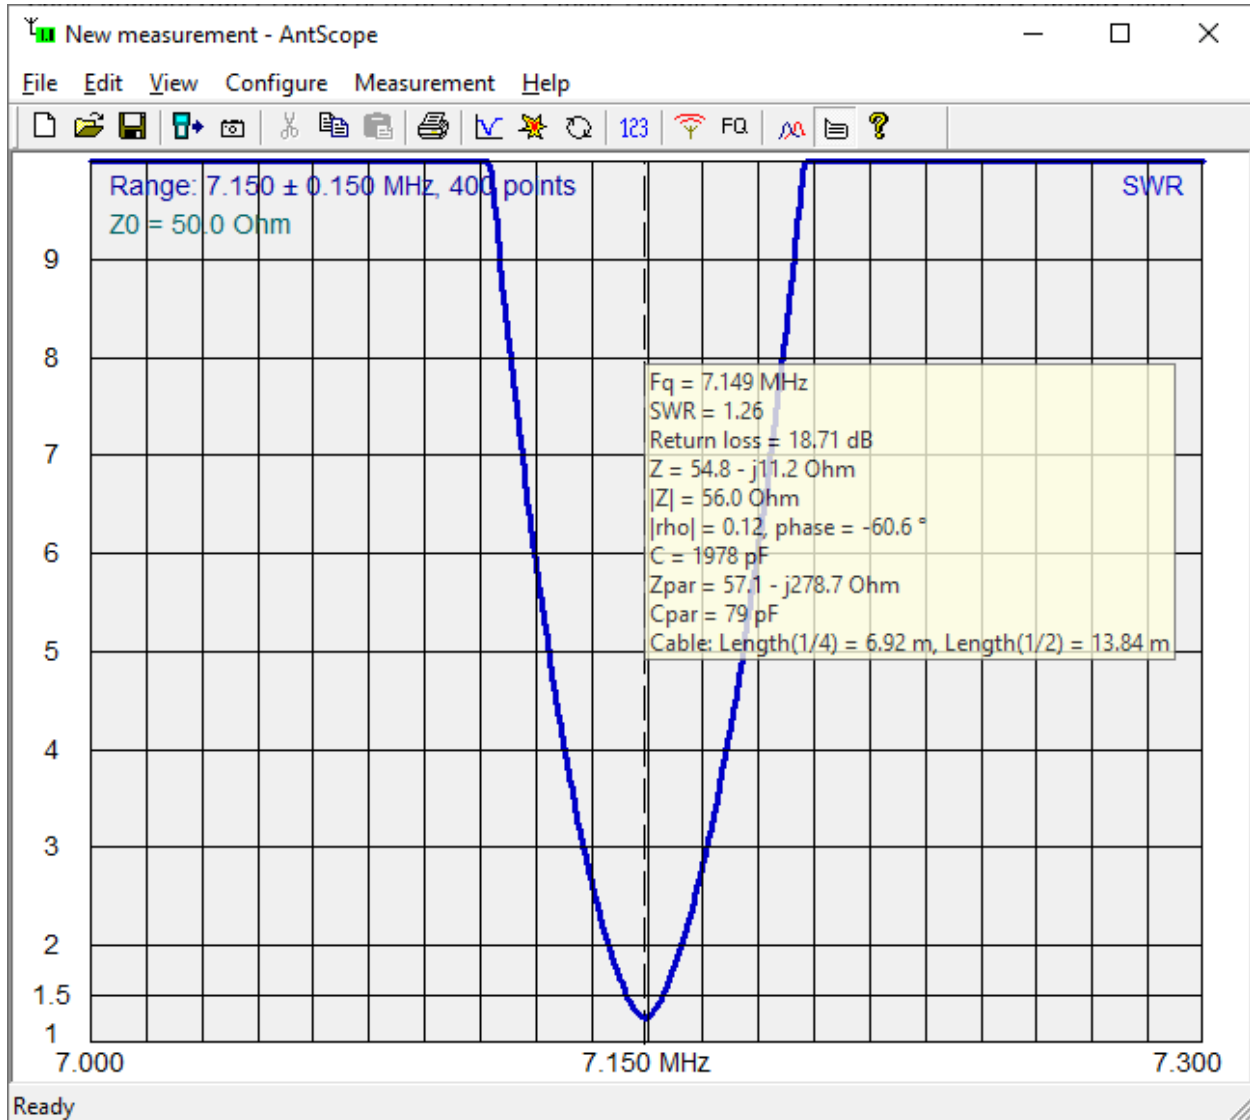 New measurement - AntScope
File Edit View Configure Measurement Help
123 FQ
Range: 7.150 ± 0.150 MHz, 400 points SWR
Z0 = 50.0 Ohm
9
8
7
6
5
4
3
2
1.5
1
Fq = 7.149 MHz
SWR = 1.26
Return loss = 18.71 dB
Z = 54.8 - j11.2 Ohm
|Z| = 56.0 Ohm
|rho| = 0.12, phase = -60.6 °
C = 1978 pF
Zpar = 57.1 - j278.7 Ohm
Cpar = 79 pF
Cable: Length(1/4) = 6.92 m, Length(1/2) = 13.84 m
7.000 7.150 MHz 7.300
Ready